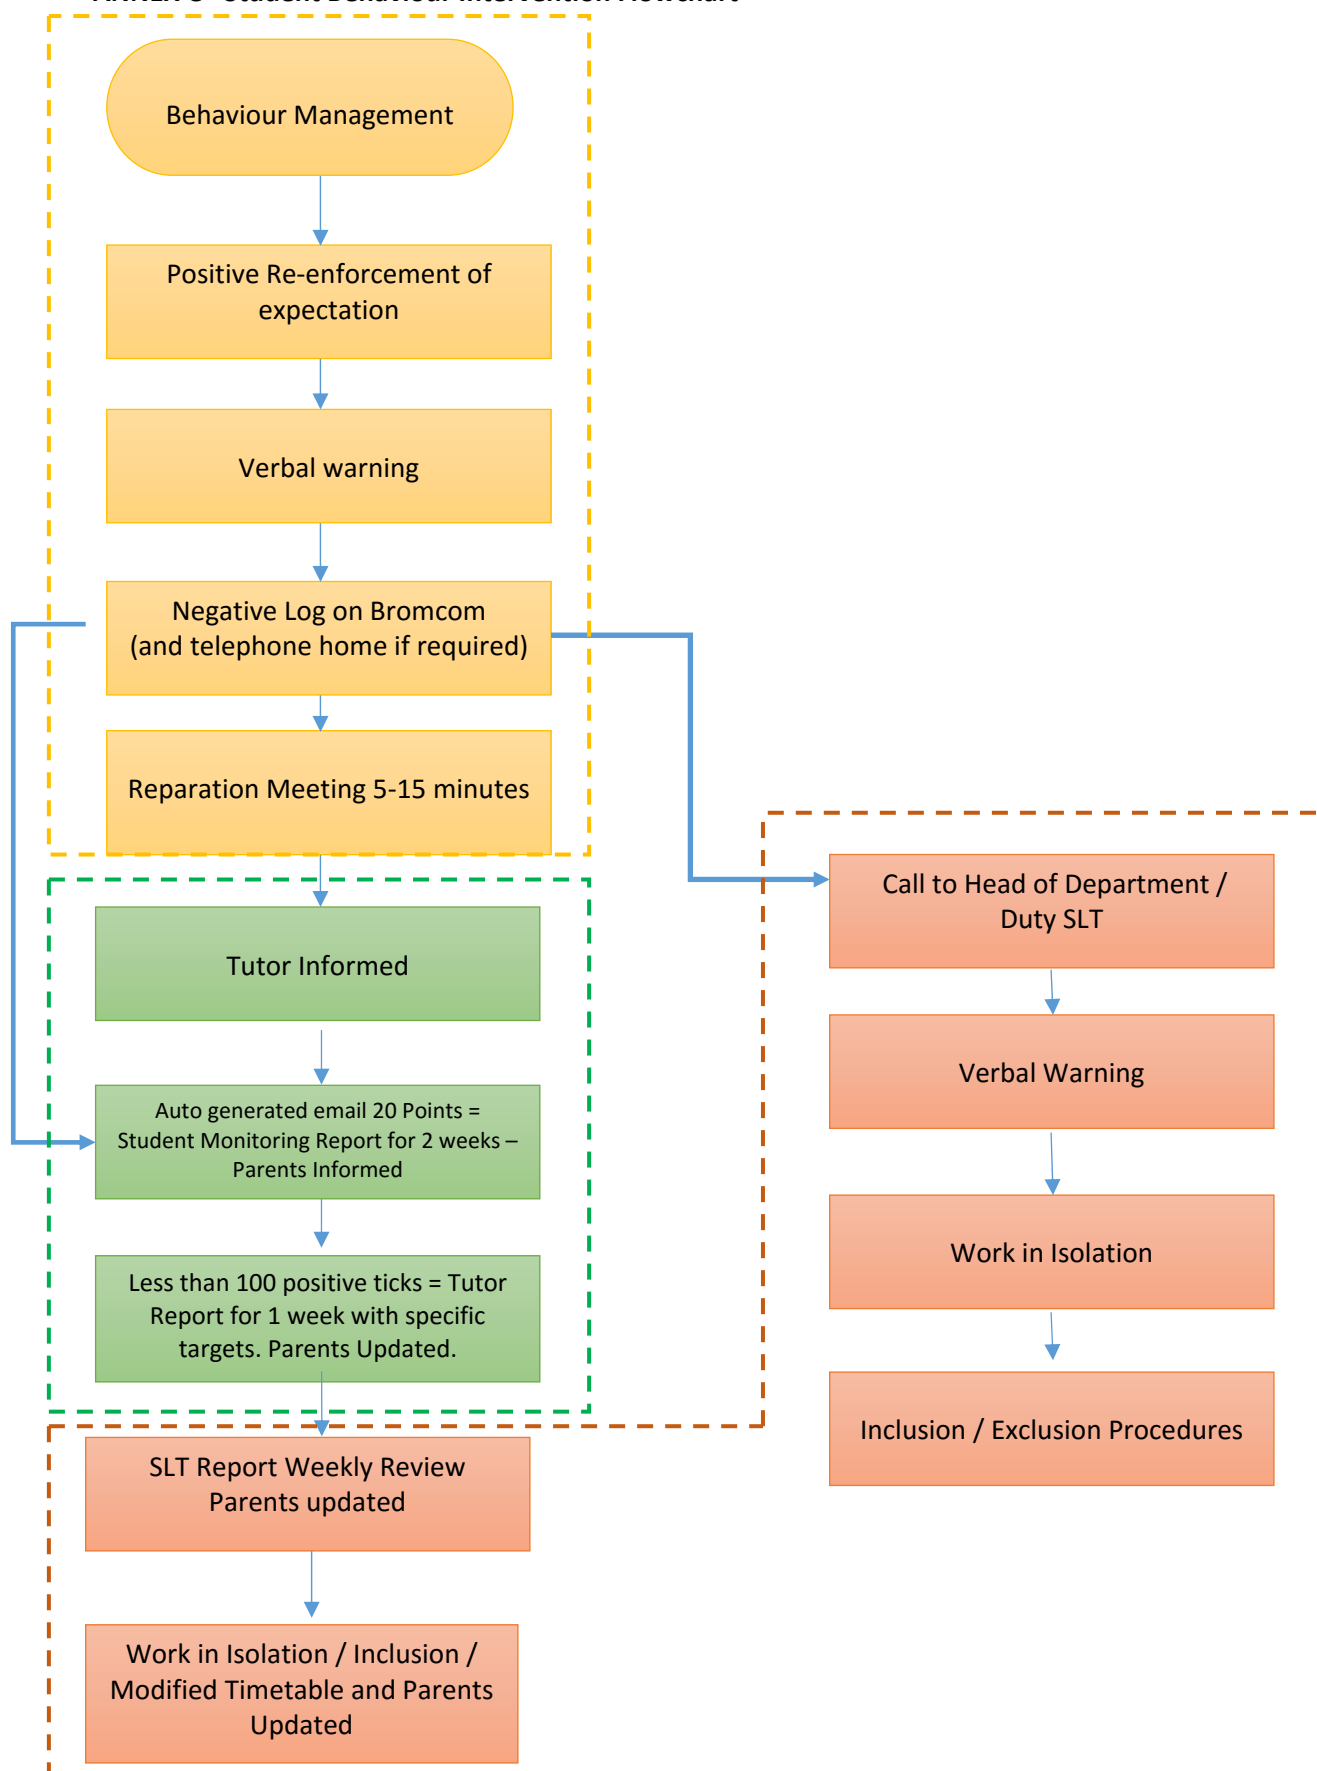 Student Behaviour Intervention Flowchart
Behaviour Management
Positive Re-enforcement of
expectation
Verbal warning
Negative Log on Bromcom
(and telephone home if required)
Reparation Meeting 5-15 minutes
Tutor Informed
Auto generated email 20 Points =
Student Monitoring Report for 2 weeks –
Parents Informed
Less than 100 positive ticks = Tutor
Report for 1 week with specific
targets. Parents Updated.
SLT Report Weekly Review
Parents updated
Work in Isolation / Inclusion /
Modified Timetable and Parents
Updated
Call to Head of Department /
Duty SLT
Verbal Warning
Work in Isolation
Inclusion / Exclusion Procedures